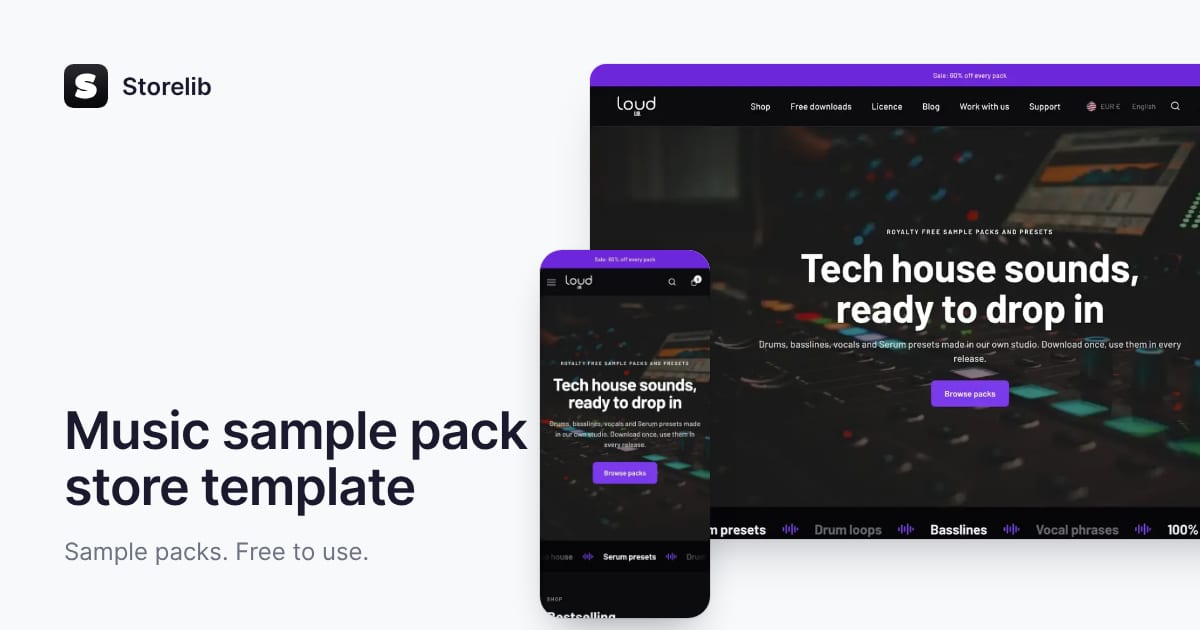 Storelib
Music sample pack
store template
Sample packs. Free to use.
Sale: 60% off every pack
loud
LIB.
Shop Free downloads Licence Blog Work with us Support EUR € English
ROYALTY FREE SAMPLE PACKS AND PRESETS
Tech house sounds,
ready to drop in
Drums, basslines, vocals and Serum presets made in our own studio. Download once, use them in every
release.
Browse packs
m presets Drum loops Basslines Vocal phrases 100%
Sale: 60% off every pack
loud
ROYALTY FREE SAMPLE PACKS AND PRESETS
Tech house sounds,
ready to drop in
Drums, basslines, vocals and Serum presets made
in our own studio. Download once, use them in
every release.
Browse packs
house Serum presets Drum
SHOP
Bestselling